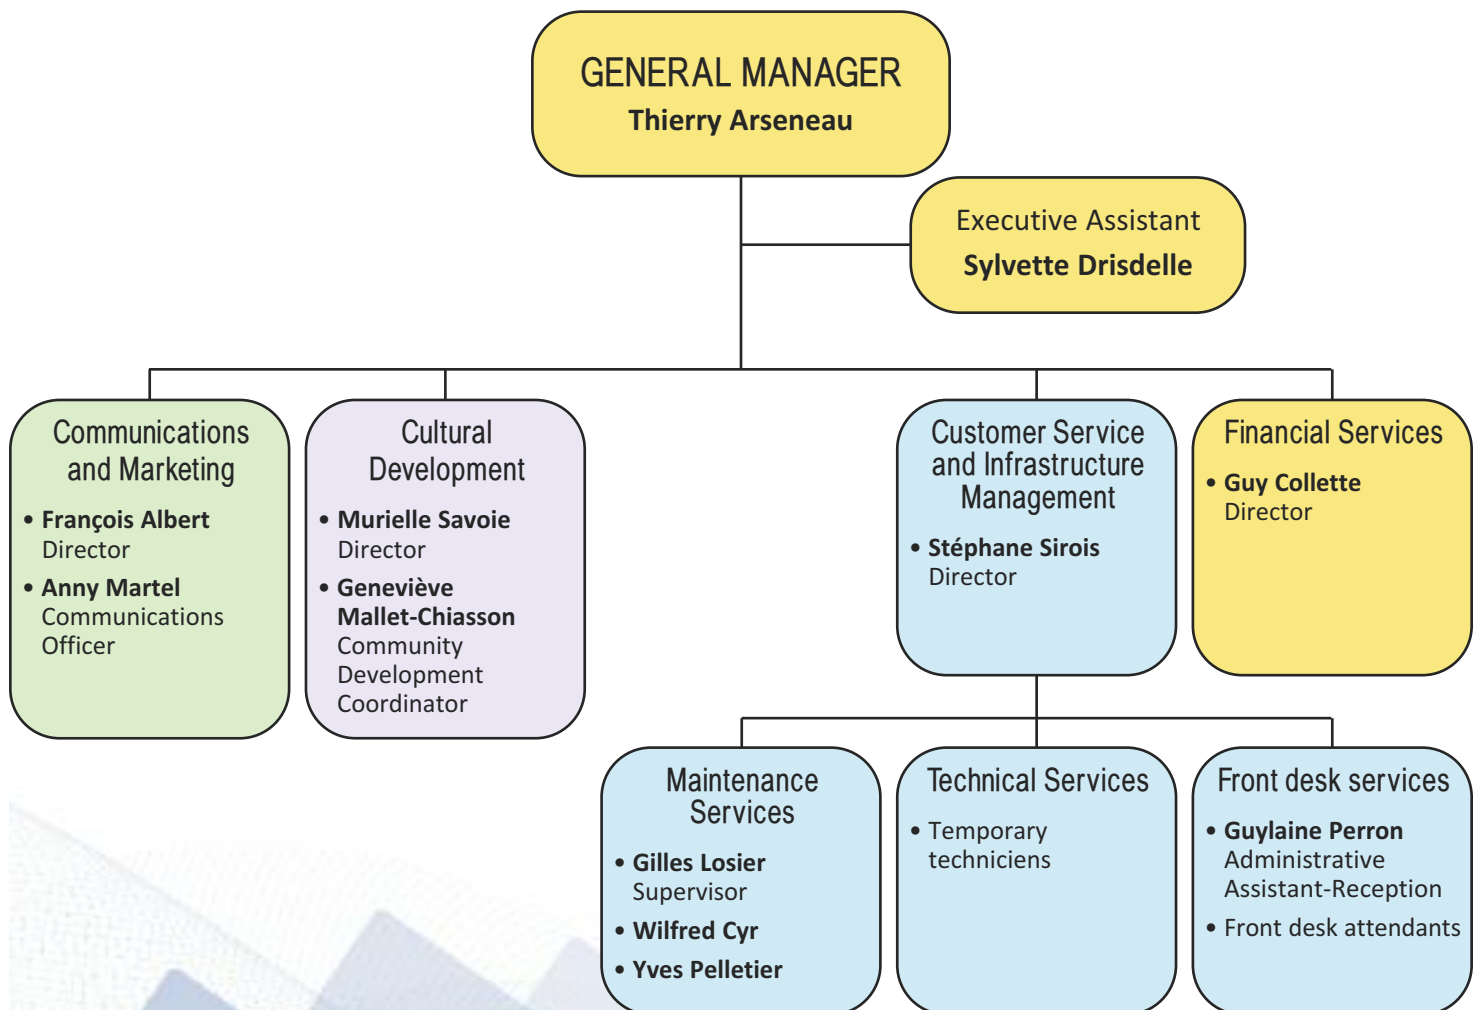 GENERAL MANAGER
Thierry Arseneau
Executive Assistant
Sylvette Drisdelle
Communications
and Marketing
• François Albert
Director
• Anny Martel
Communications
Officer
Cultural
Development
• Murielle Savoie
Director
• Geneviève
Mallet-Chiasson
Community
Development
Coordinator
Customer Service
and Infrastructure
Management
• Stéphane Sirois
Director
Financial Services
• Guy Collette
Director
Maintenance
Services
• Gilles Losier
Supervisor
• Wilfred Cyr
• Yves Pelletier
Technical Services
• Temporary
techniciens
Front desk services
• Guylaine Perron
Administrative
Assistant-Reception
• Front desk attendants